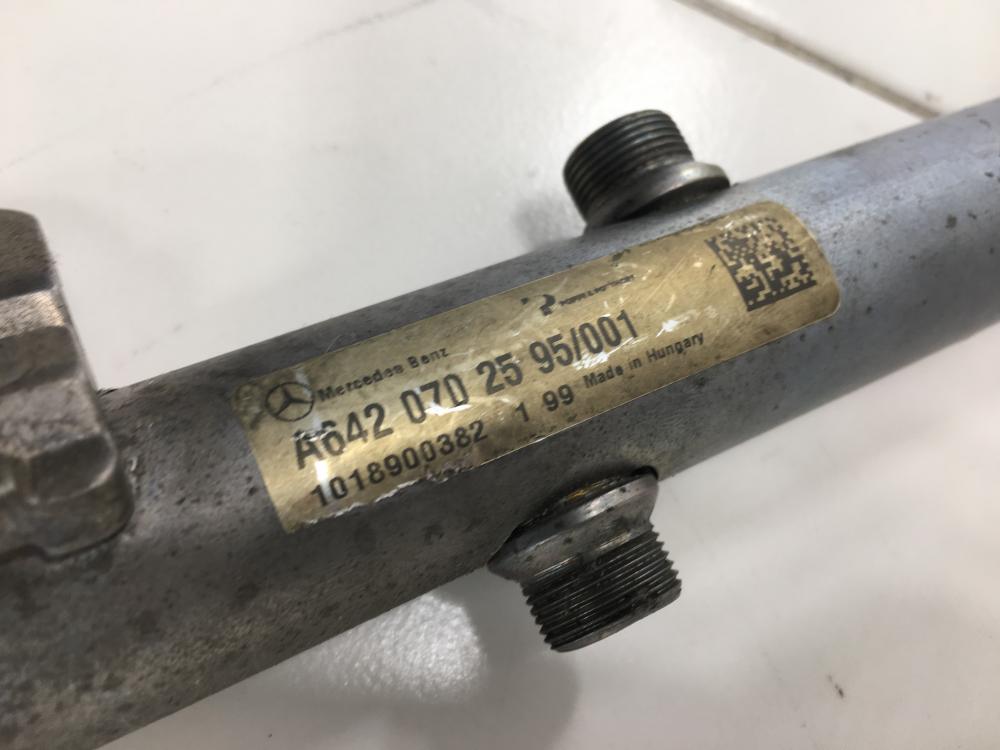 Mercedes Benz
A642 070 25 95/001
1018900382 1 99 Made in Hungary